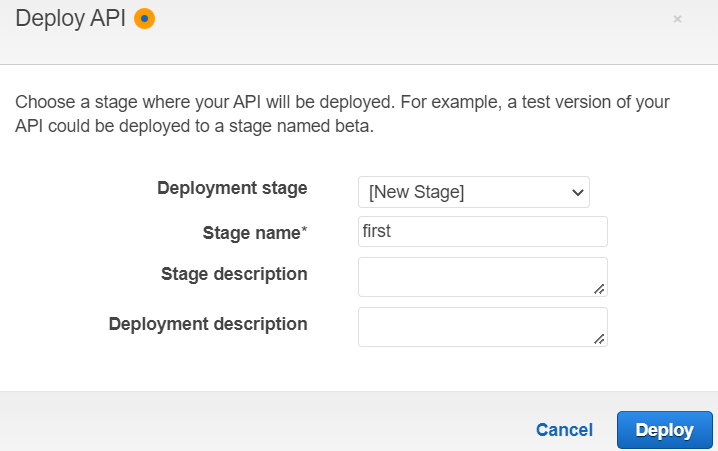 Deploy API
×
Choose a stage where your API will be deployed. For example, a test version of your
API could be deployed to a stage named beta.
Deployment stage [New Stage]
Stage name* first
Stage description
Deployment description
Cancel Deploy